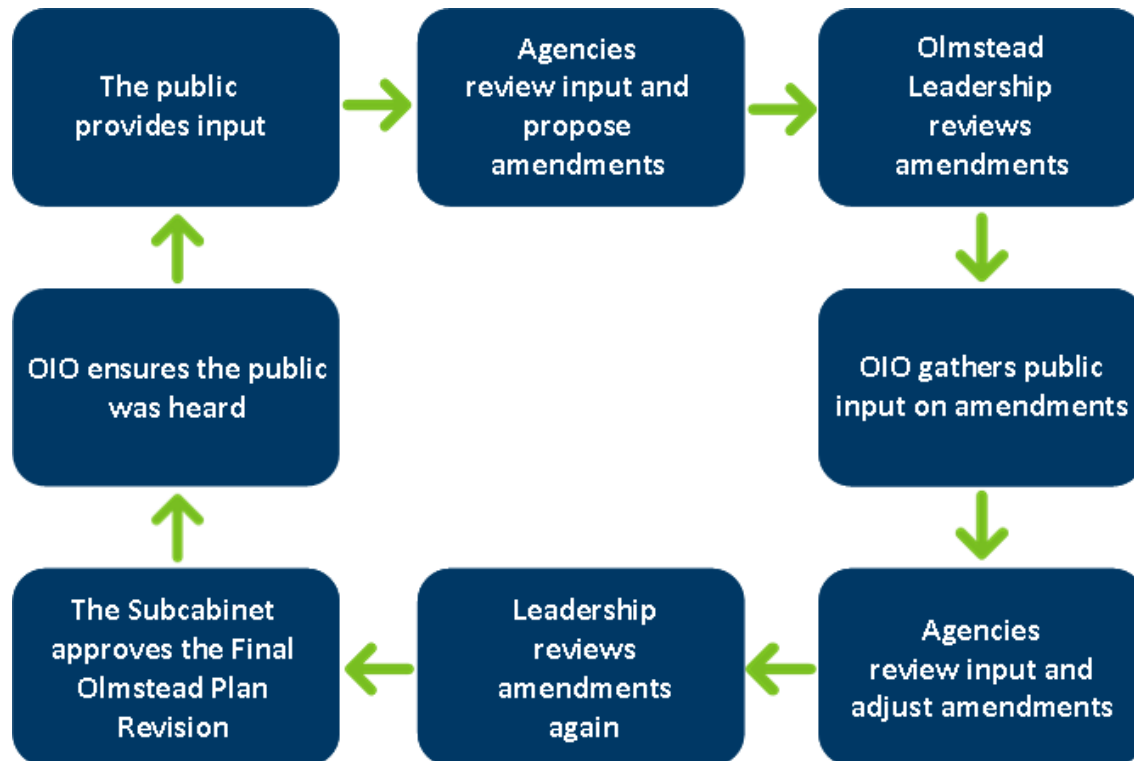 The public
provides input
Agencies
review input and
propose
amendments
Olmstead
Leadership
reviews
amendments
OIO gathers public
input on amendments
Agencies
review input and
adjust amendments
Leadership
reviews
amendments
again
The Subcabinet
approves the Final
Olmstead Plan
Revision
OIO ensures the public
was heard